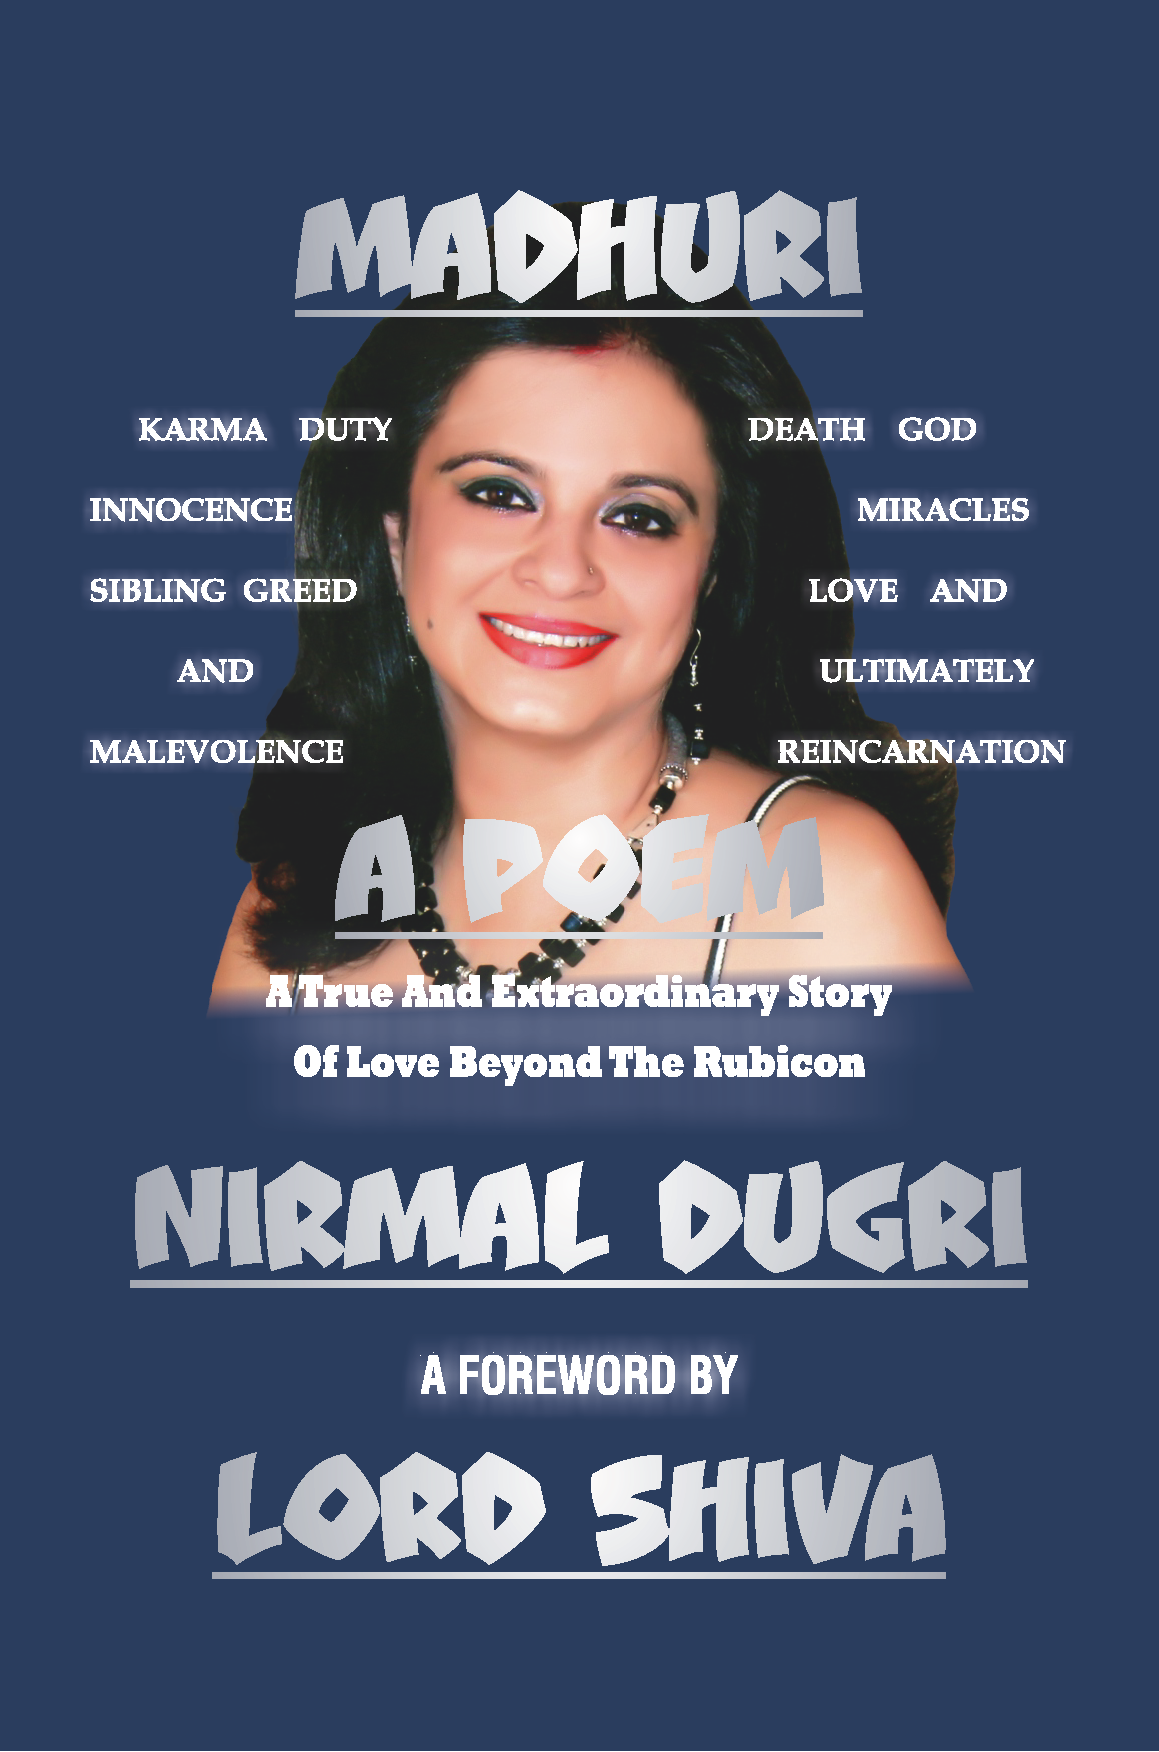 MADHURI
KARMA DUTY
INNOCENCE
SIBLING GREED
AND
MALEVOLENCE
DEATH GOD
MIRACLES
LOVE AND
ULTIMATELY
REINCARNATION
A POEM
A True And Extraordinary Story
Of Love Beyond The Rubicon
NIRMAL DUGRI
A FOREWORD BY
LORD SHIVA